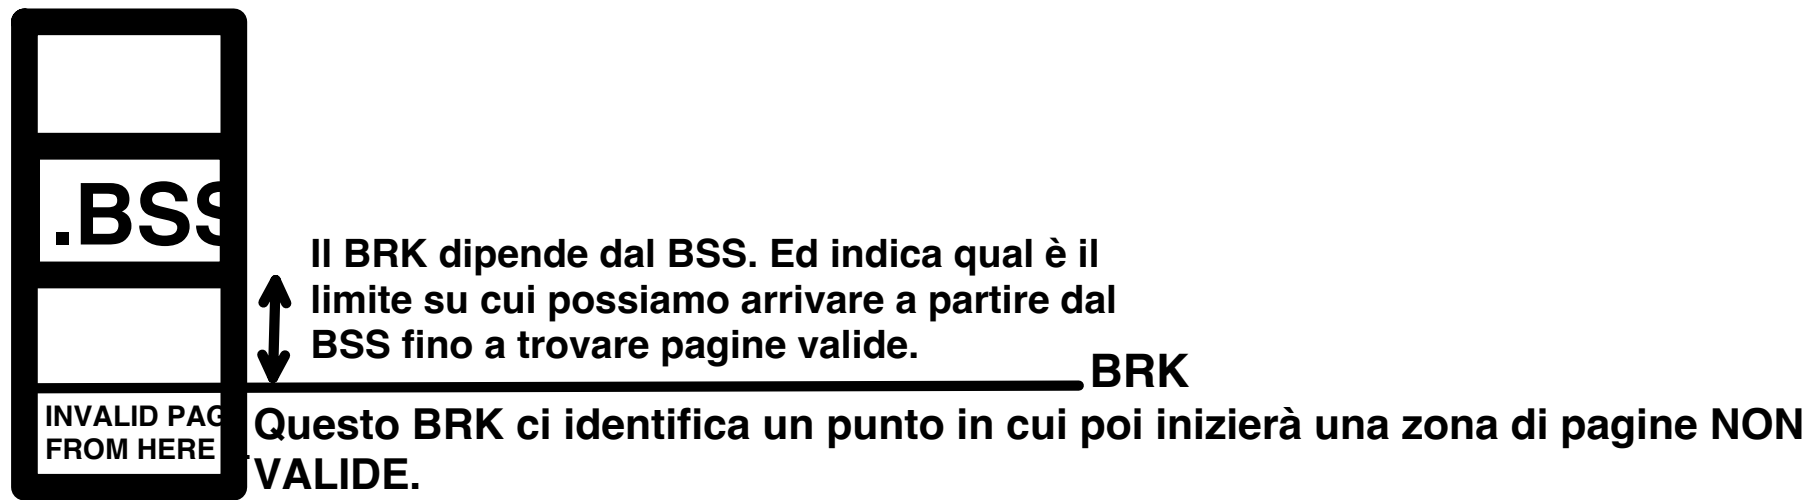 .BSS
Il BRK dipende dal BSS. Ed indica qual è il
limite su cui possiamo arrivare a partire dal
BSS fino a trovare pagine valide.
BRK
INVALID PAG
FROM HERE
Questo BRK ci identifica un punto in cui poi inizierà una zona di pagine NON
VALIDE.